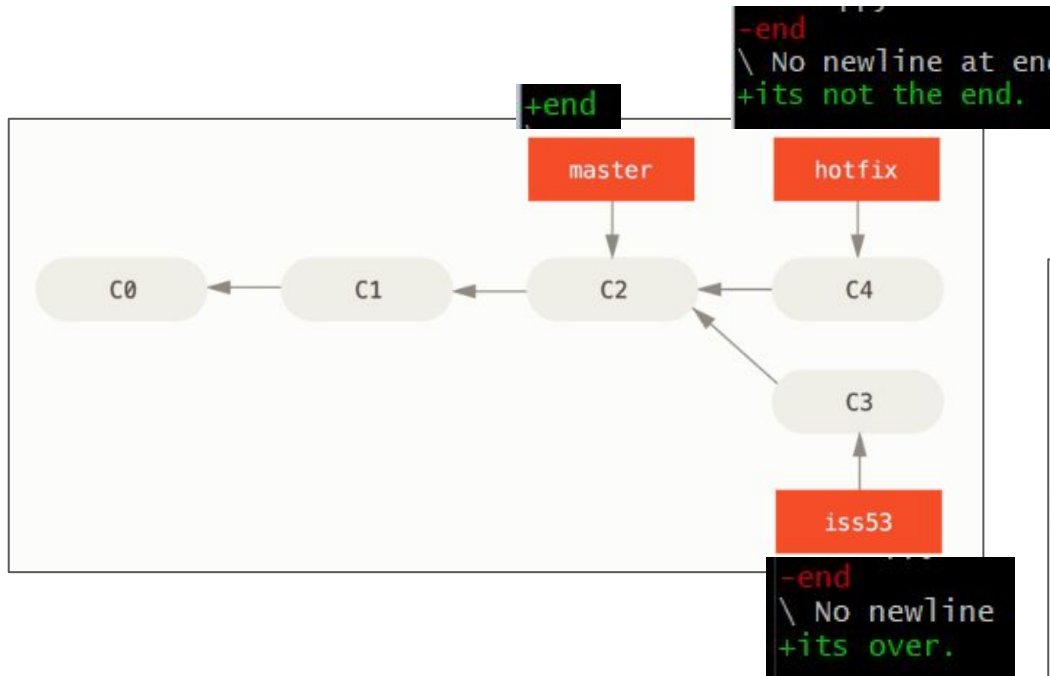 -end
\ No newline at end
+its not the end.
+end
master
hotfix
C0
C1
C2
C4
C3
iss53
-end
\ No newline
+its over.